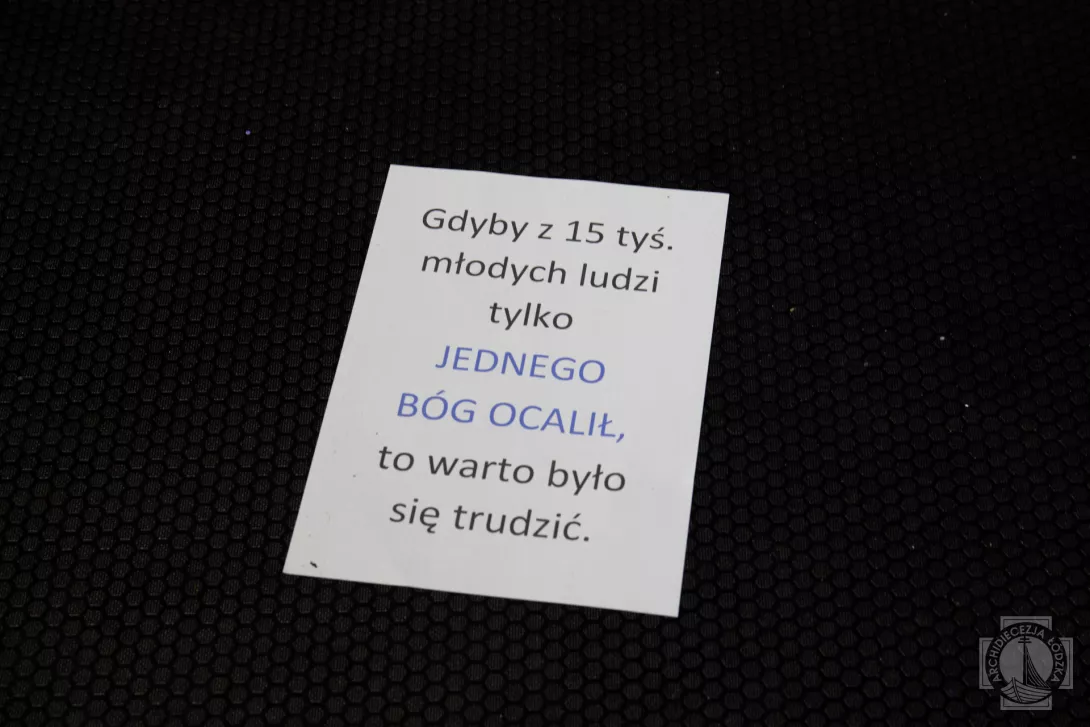 Gdyby z 15 tyś.
młodych ludzi
tylko
JEDNEGO
BÓG OCALIŁ,
to warto było
się trudzić.
ARCHIDIECEZJA ŁÓDZKA